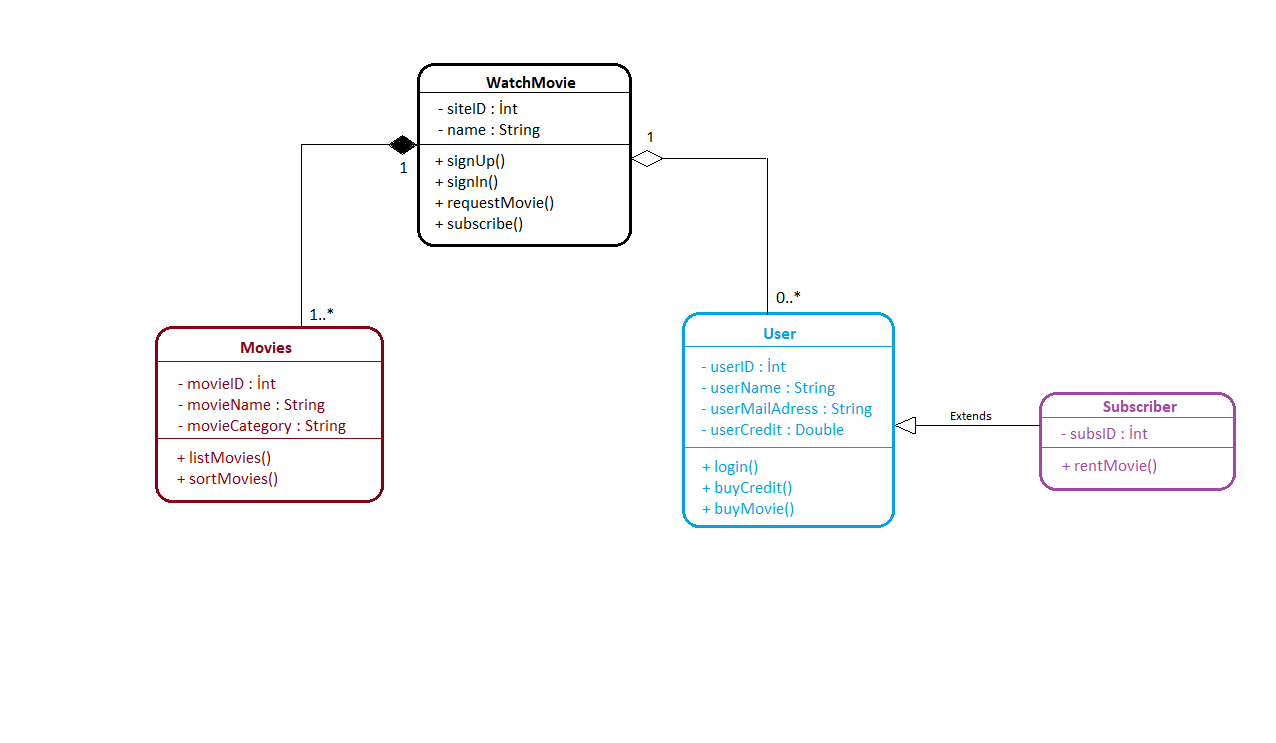 WatchMovie
- siteID : İnt
- name : String
+ signUp()
+ signIn()
+ requestMovie()
+ subscribe()
1
1
1..*
0..*
Movies
- movieID : İnt
- movieName : String
- movieCategory : String
+ listMovies()
+ sortMovies()
User
- userID : İnt
- userName : String
- userMailAdress : String
- userCredit : Double
+ login()
+ buyCredit()
+ buyMovie()
Extends
Subscriber
- subsID : İnt
+ rentMovie()